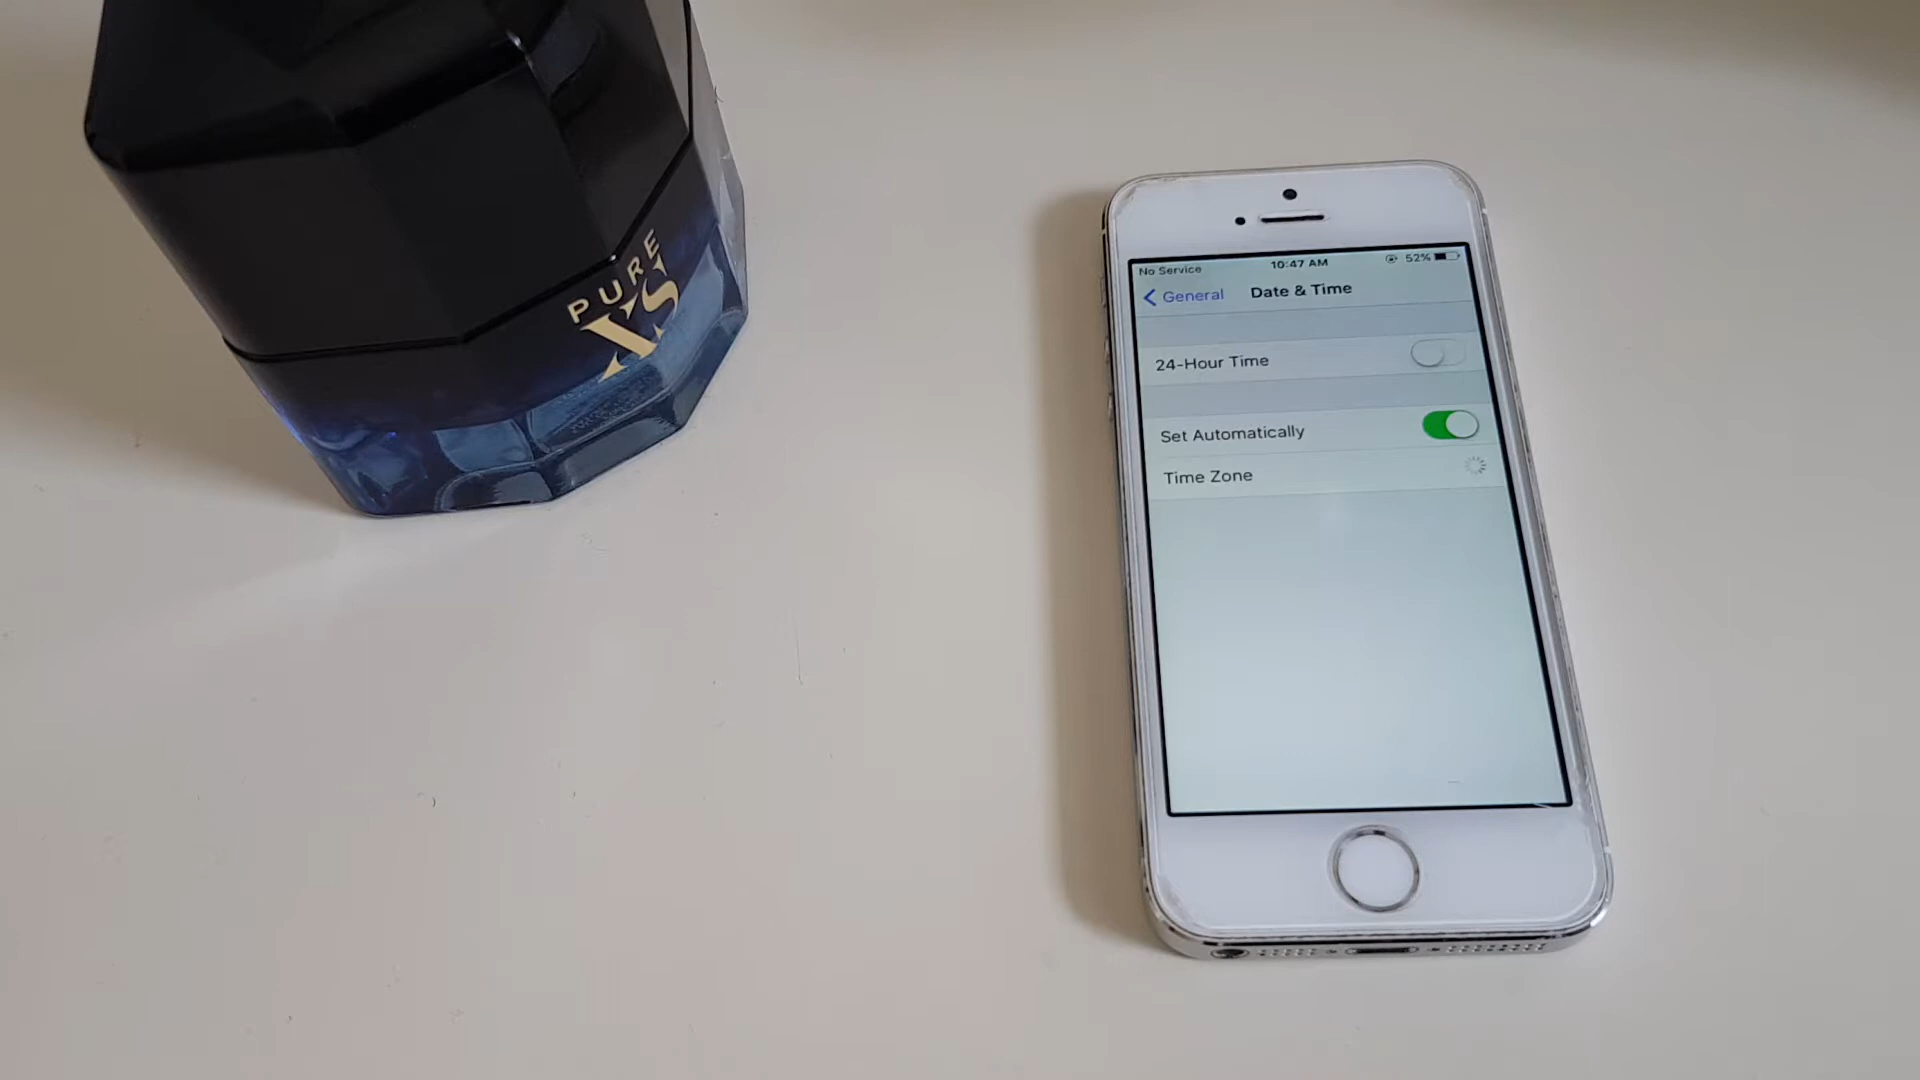 PURE
XS
No Service
10:47 AM
52%
General
Date & Time
24-Hour Time
Set Automatically
Time Zone